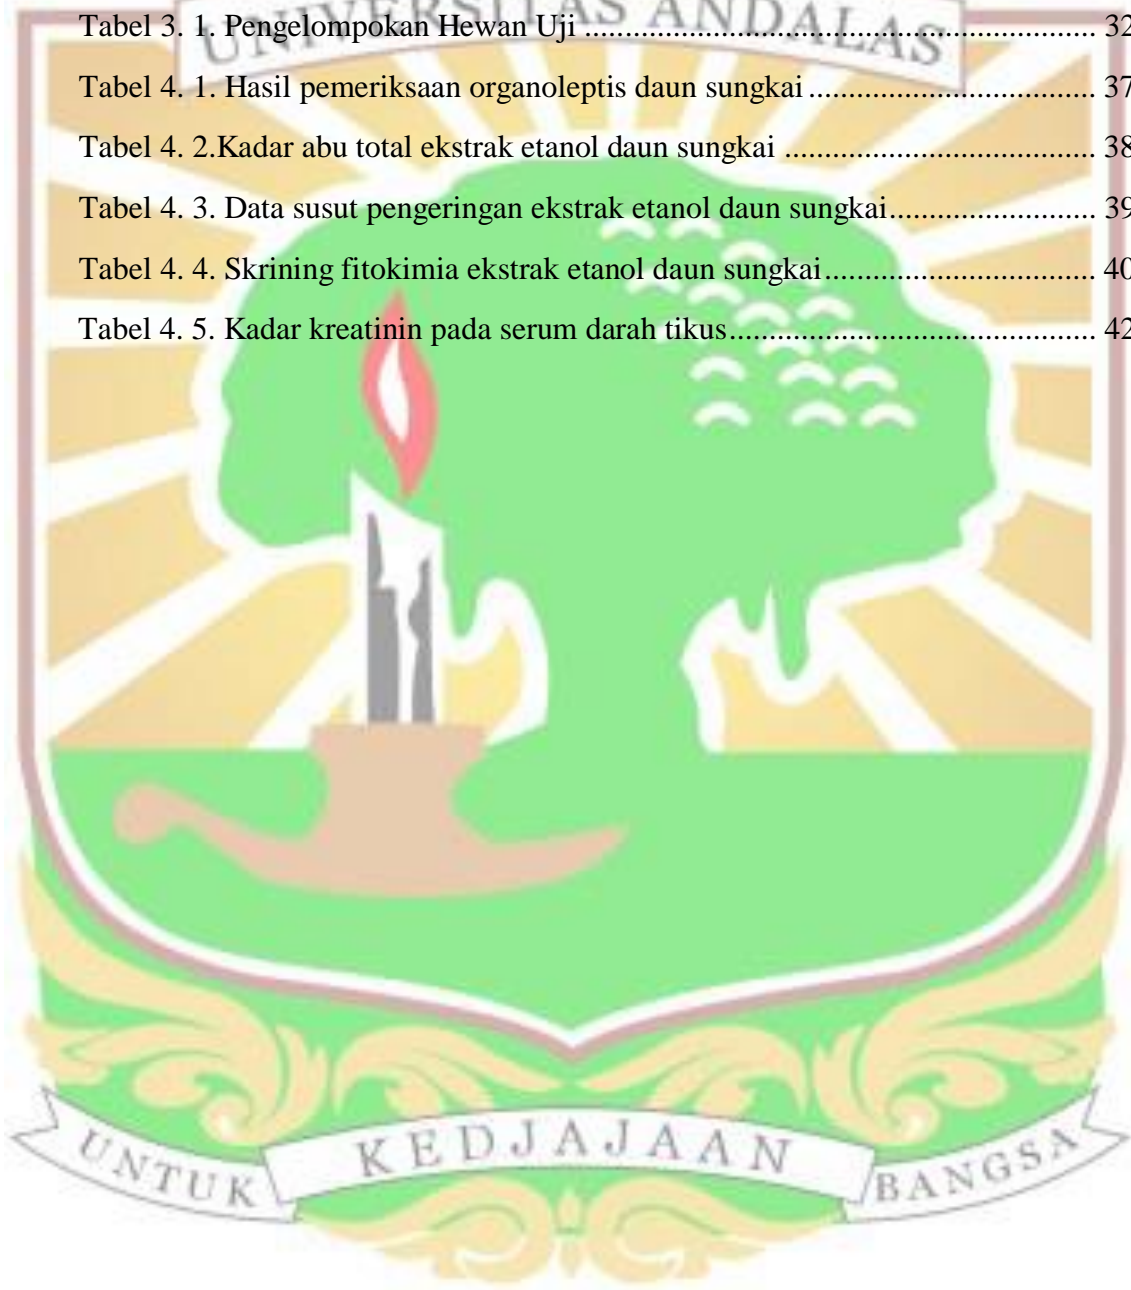 UNIVERSITAS ANDALAS
Tabel 3. 1. Pengelompokan Hewan Uji ................................................................ 32
Tabel 4. 1. Hasil pemeriksaan organoleptis daun sungkai .................................... 37
Tabel 4. 2.Kadar abu total ekstrak etanol daun sungkai ....................................... 38
Tabel 4. 3. Data susut pengeringan ekstrak etanol daun sungkai.......................... 39
Tabel 4. 4. Skrining fitokimia ekstrak etanol daun sungkai.................................. 40
Tabel 4. 5. Kadar kreatinin pada serum darah tikus.............................................. 42
UNTUK KEDJAJAAN BANGSA